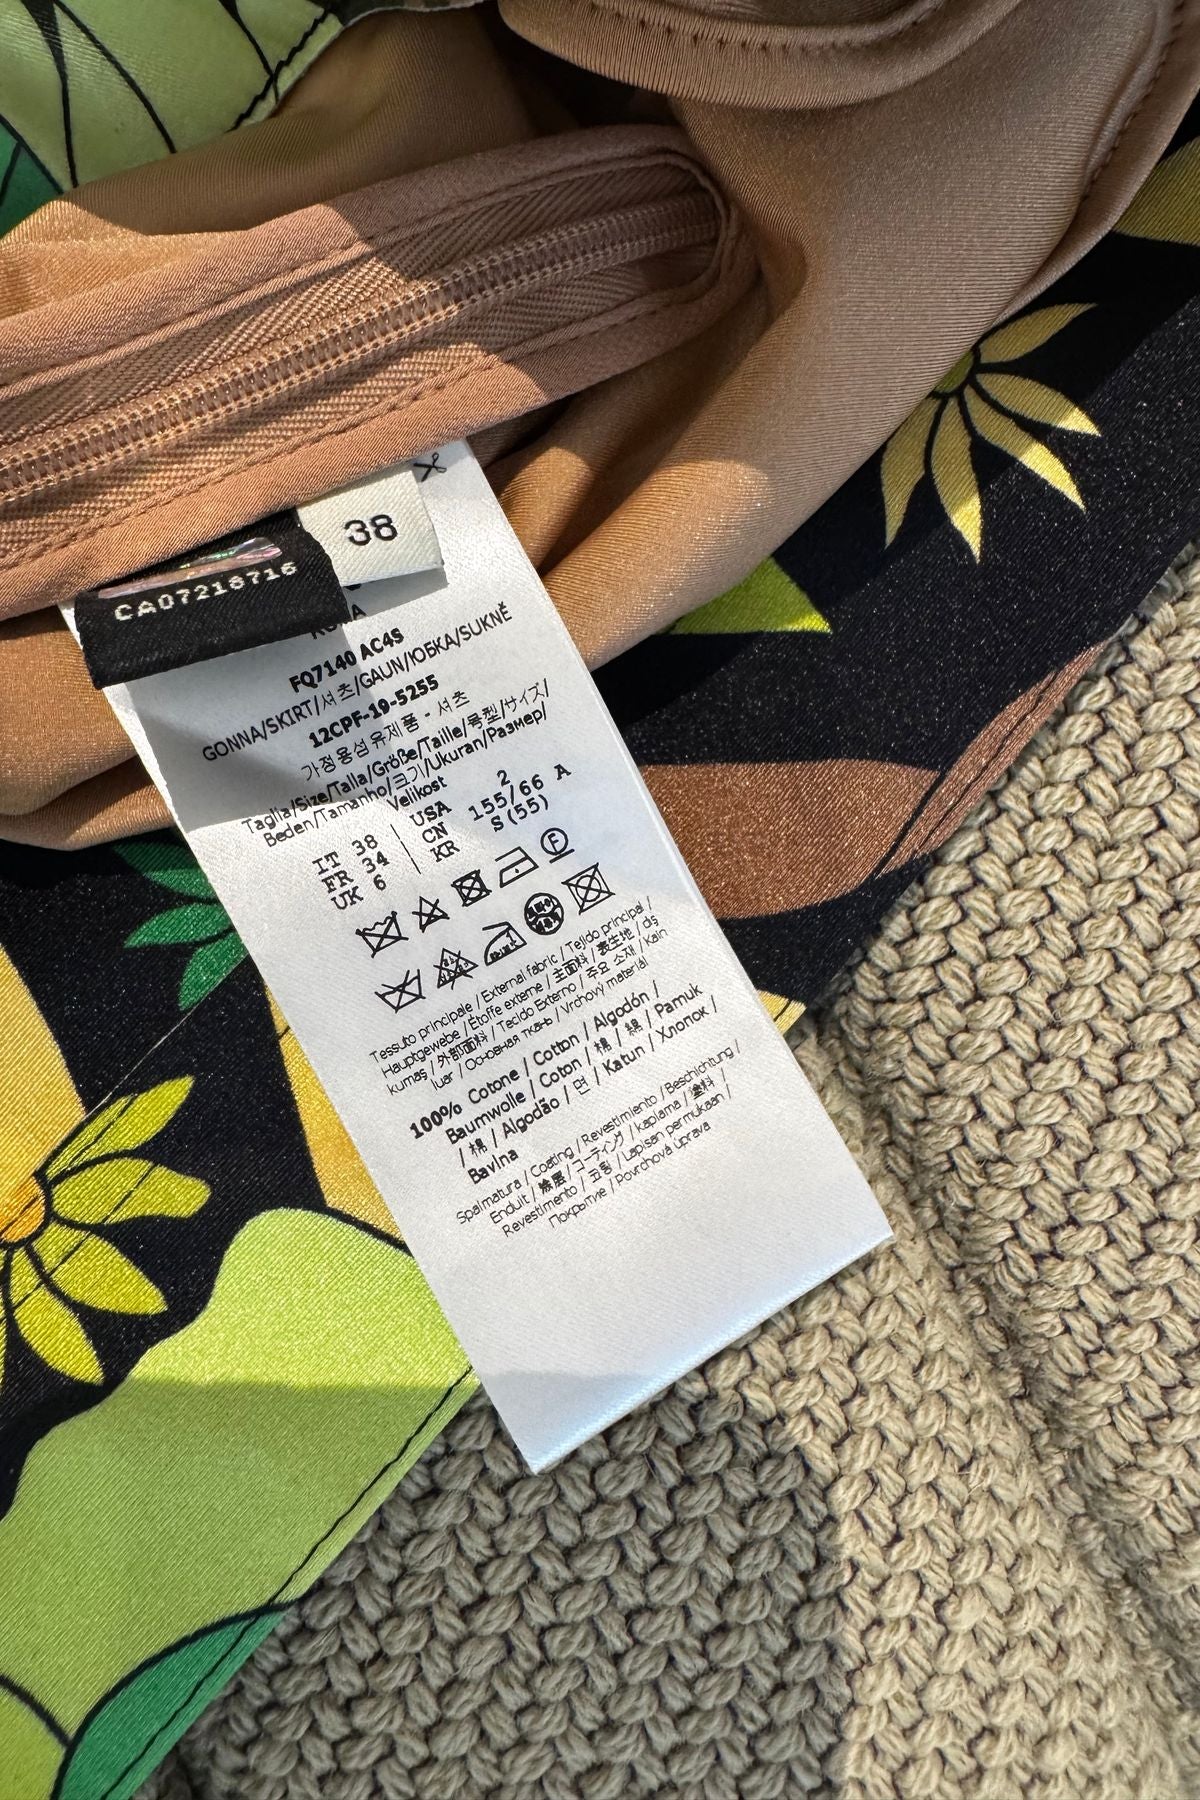 38
CA07218716
FQ7140 AC4S
GONNA/SKIRT/셔츠/GAUN/ЮБКА/SUKNĚ
12CPF-19-5255
가정용섬유제품 - 셔츠
Taglia/Size/Talla/Größe/Taille/号型/サイズ/
Beden/Tamanho/크기/Ukuran/Размер/
Velikost
IT 38 | USA 2
FR 34 | CN 155/66 A
UK 6 | KR S (55)
F
Tessuto principale / External fabric / Tejido principal /
Hauptgewebe / Étoffe externe / 主面料 / 表生地 / dış
kumaş / 外部面料 / Tecido Externo / 주요 소재 / Kain
luar / Основная ткань / Vrchový materiál
100% Cotone / Cotton / Algodón /
Baumwolle / Coton / 棉 / 綿 / Pamuk
/ 棉 / Algodão / 면 / Katun / Хлопок /
Bavlna
Spalmatura / Coating / Revestimiento / Beschichtung /
Enduit / 涂层 / コーティング / kaplama / 塗料 /
Revestimento / 코팅 / Lapisan permukaan /
Покрытие / Povrchová úprava